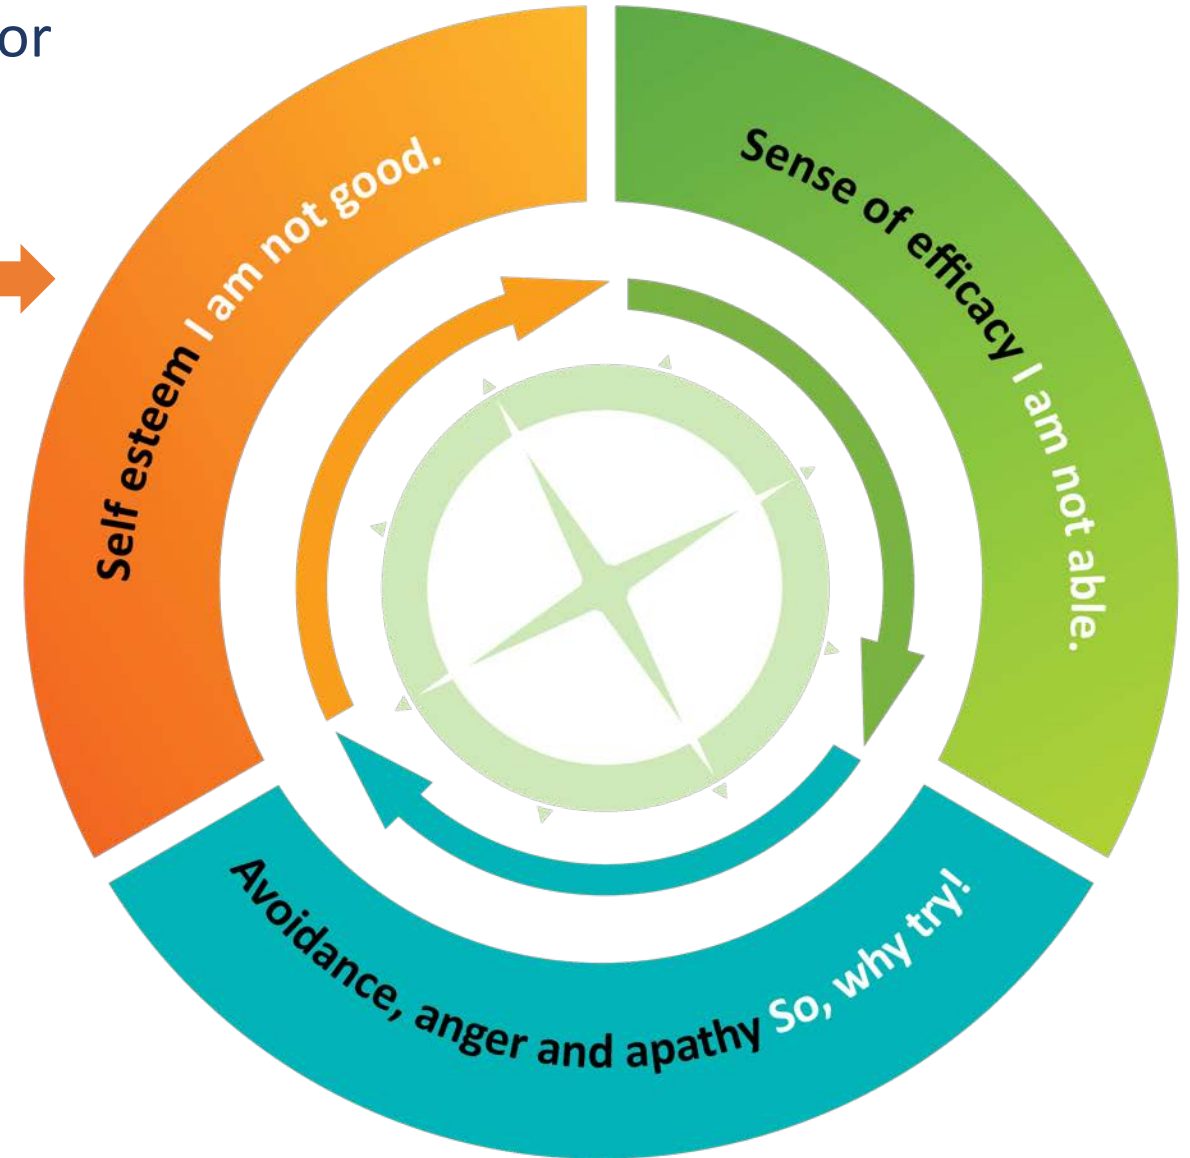 or
Self esteem I am not good.
Sense of efficacy I am not able.
Avoidance, anger and apathy So, why try!